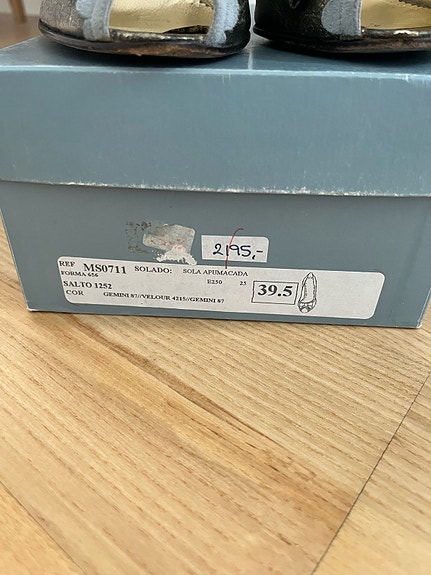 2195,-
REF MS0711 SOLADO: SOLA APUMACADA
FORMA 656 E250 25 39.5
SALTO 1252
COR GEMINI 87//VELOUR 4215//GEMINI 87